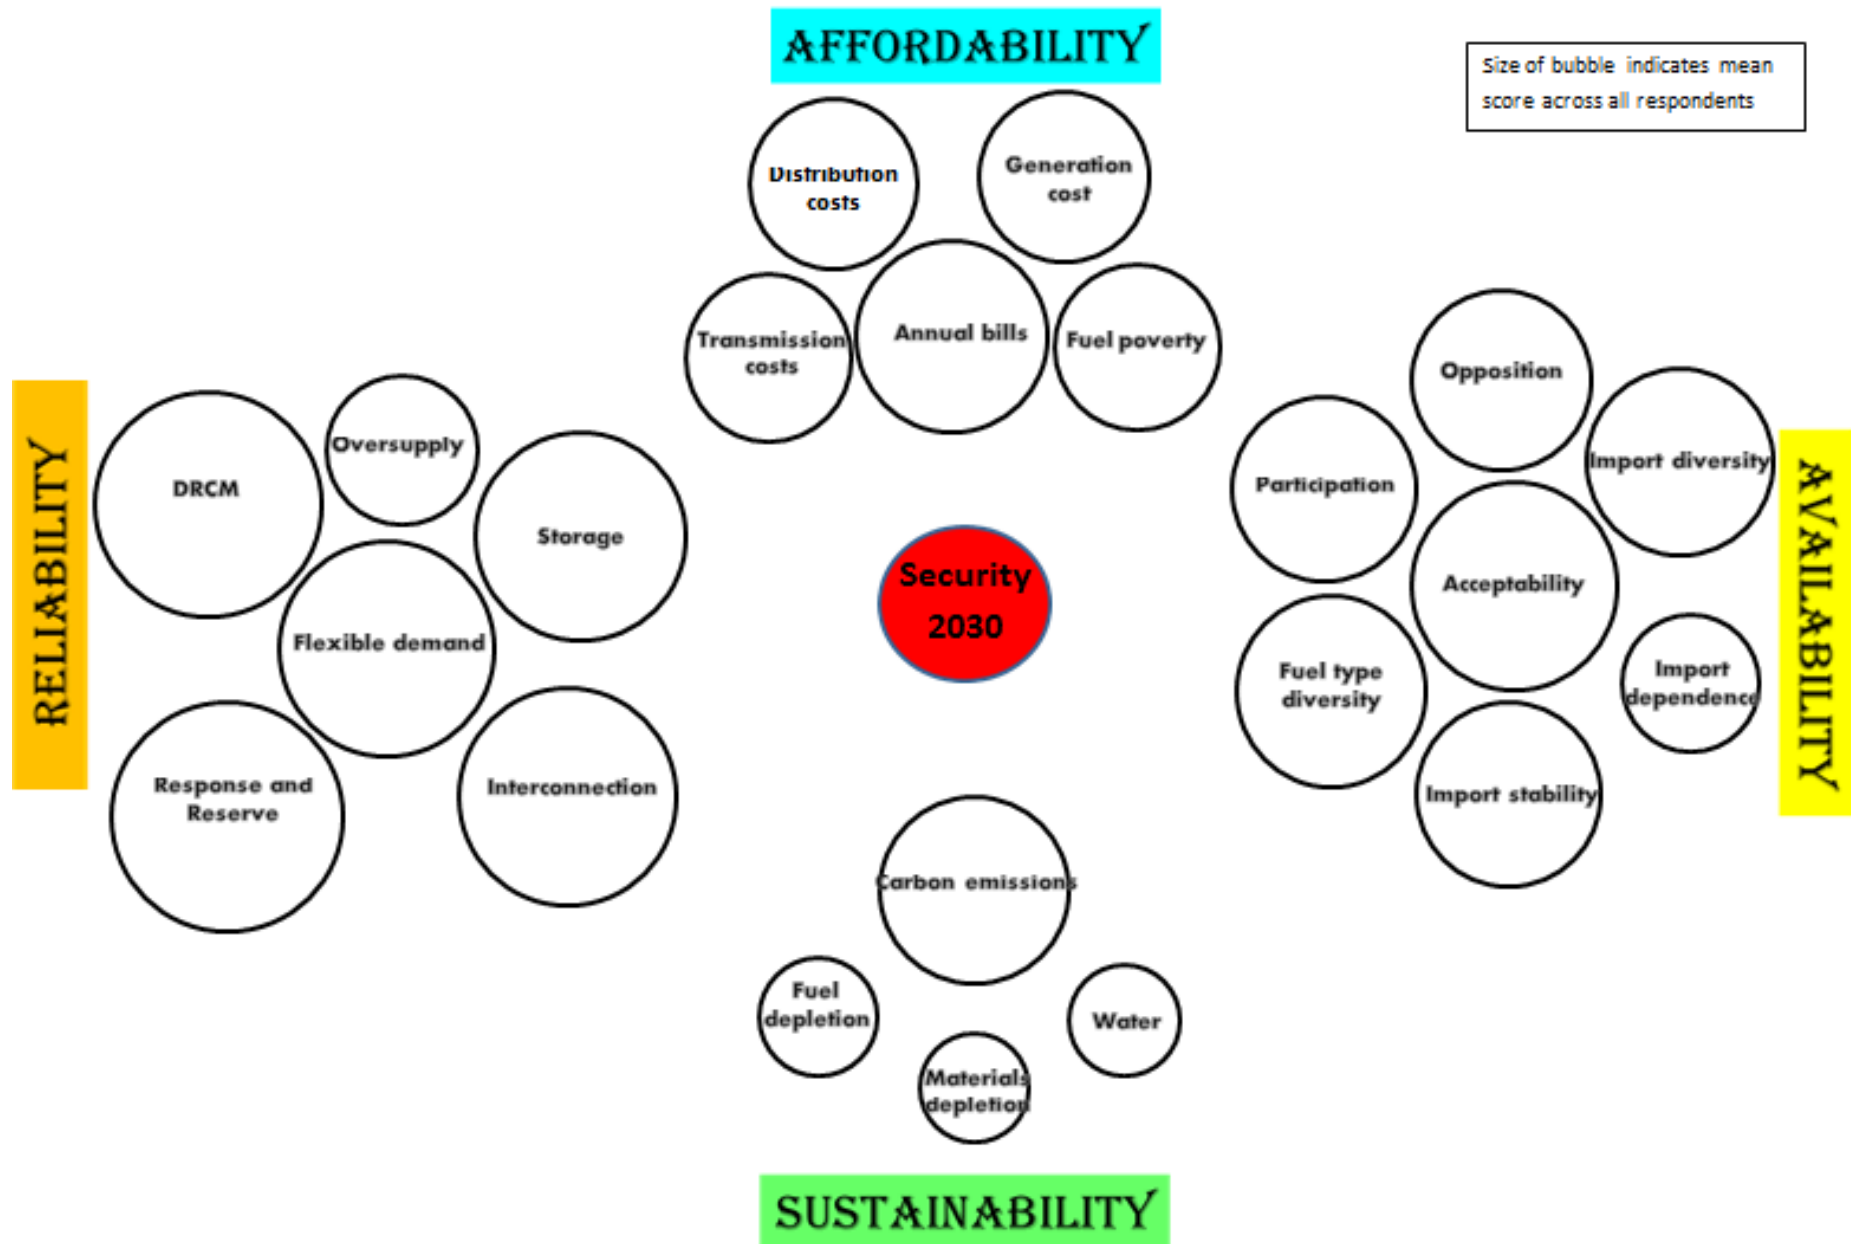 AFFORDABILITY
Size of bubble indicates mean
score across all respondents
Distribution
costs
Generation
cost
Transmission
costs
Annual bills
Fuel poverty
RELIABILITY
DRCM
Oversupply
Storage
Flexible demand
Response and
Reserve
Interconnection
Security
2030
Opposition
Import diversity
Participation
Acceptability
Fuel type
diversity
Import
dependence
Import stability
AVAILABILITY
Carbon emissions
Fuel
depletion
Water
Materials
depletion
SUSTAINABILITY